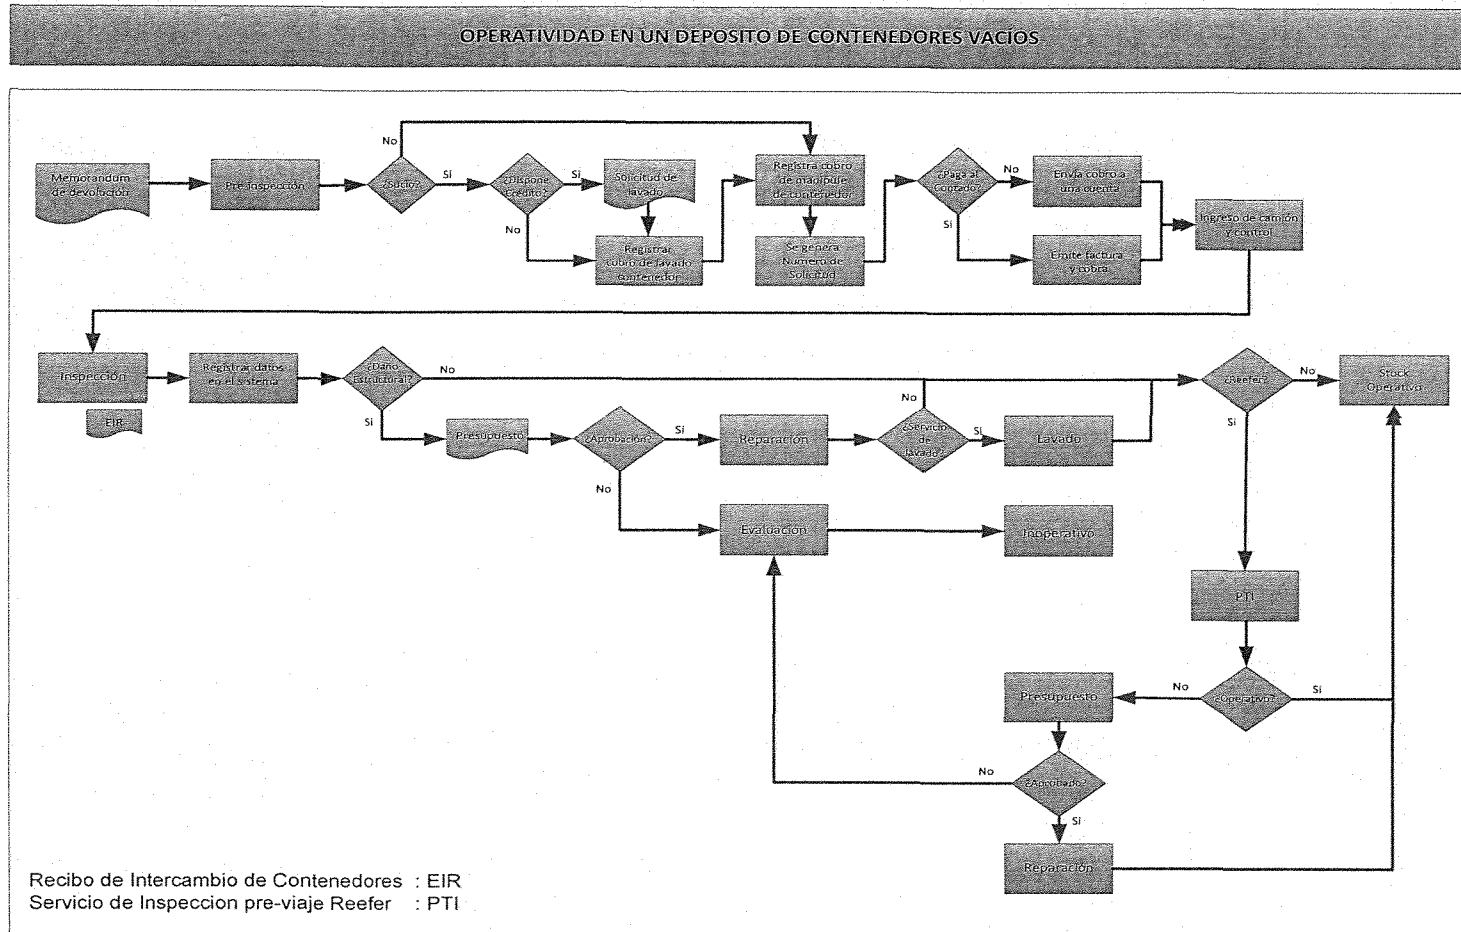 OPERATIVIDAD EN UN DEPOSITO DE CONTENEDORES VACÍOS
Memorandum
de devolución
Pre inspección
¿Sucio?
No
Si
¿Dispone
Crédito?
Si
No
Solicitud de
lavado
Registrar
cobro de lavado
contenedor
Registra cobro
de manipule
de contenedor
Se genera
Numero de
Solicitud
¿Paga al
Contado?
No
Si
Envía cobro a
una cuenta
Emite factura
y cobra
Ingreso de camión
y control
Inspección
EIR
Registrar datos
en el sistema
¿Daño
Estructural?
No
Si
Presupuesto
¿Aprobación?
Si
No
Reparación
¿Servicio
de
lavado?
No
Si
Lavado
Evaluación
Inoperativo
¿Reefer?
No
Si
Stock
Operativo
PTI
¿Operativo?
No
Si
Presupuesto
¿Aprobado?
No
Si
Reparación
Recibo de Intercambio de Contenedores : EIR
Servicio de Inspeccion pre-viaje Reefer : PTI